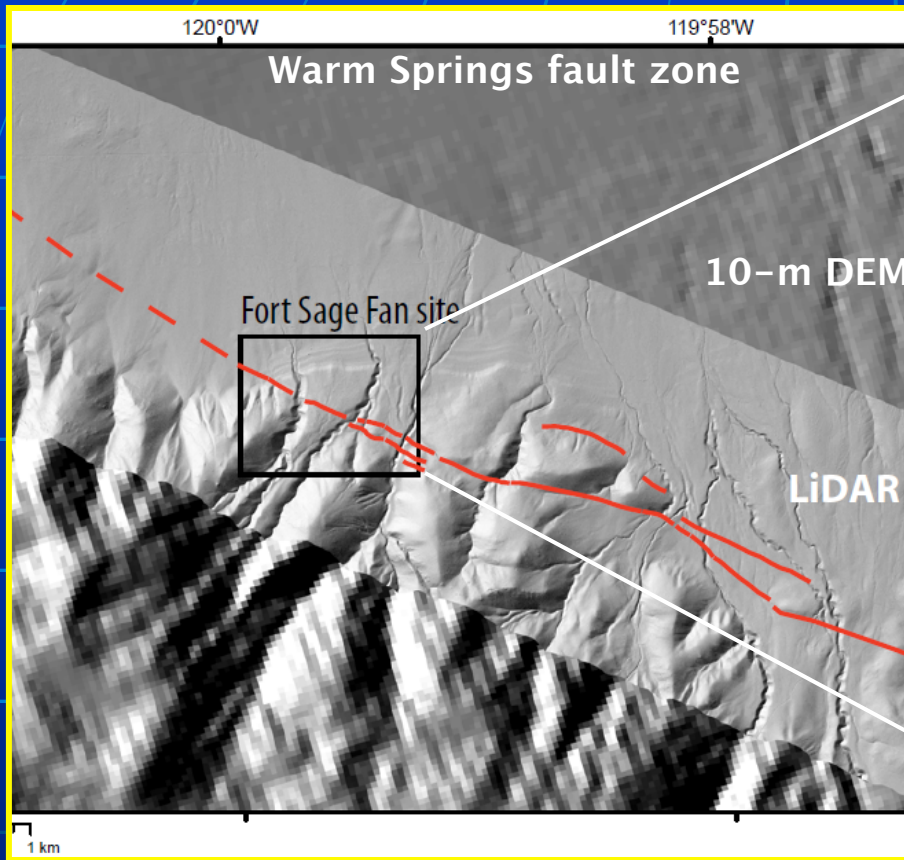 120°0'W
119°58'W
Warm Springs fault zone
10-m DEM
Fort Sage Fan site
LiDAR
1 km